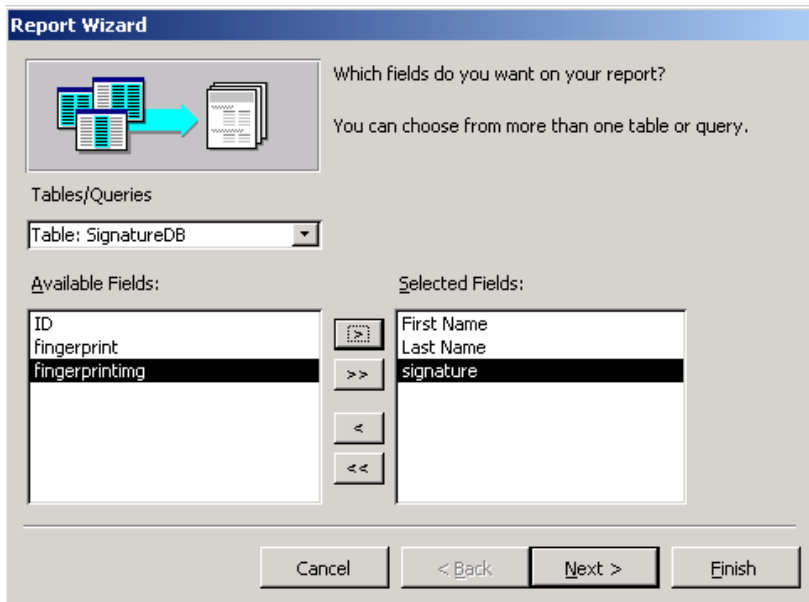 Report Wizard
Which fields do you want on your report?
You can choose from more than one table or query.
Tables/Queries
Table: SignatureDB
Available Fields:
Selected Fields:
ID
fingerprint
fingerprintimg
>
>>
<
<<
First Name
Last Name
signature
Cancel
< Back
Next >
Finish